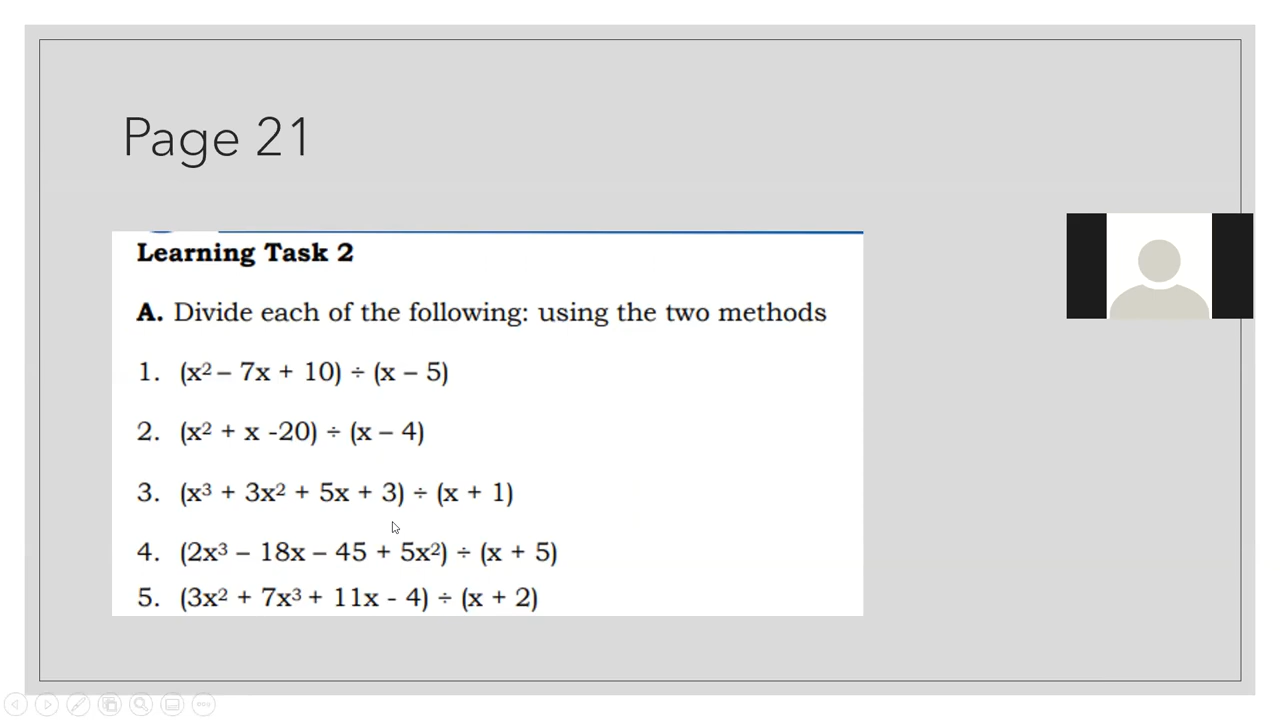 Page 21
Learning Task 2
A. Divide each of the following: using the two methods
1. (x² – 7x + 10) ÷ (x – 5)
2. (x² + x -20) ÷ (x – 4)
3. (x³ + 3x² + 5x + 3) ÷ (x + 1)
4. (2x³ – 18x – 45 + 5x²) ÷ (x + 5)
5. (3x² + 7x³ + 11x - 4) ÷ (x + 2)